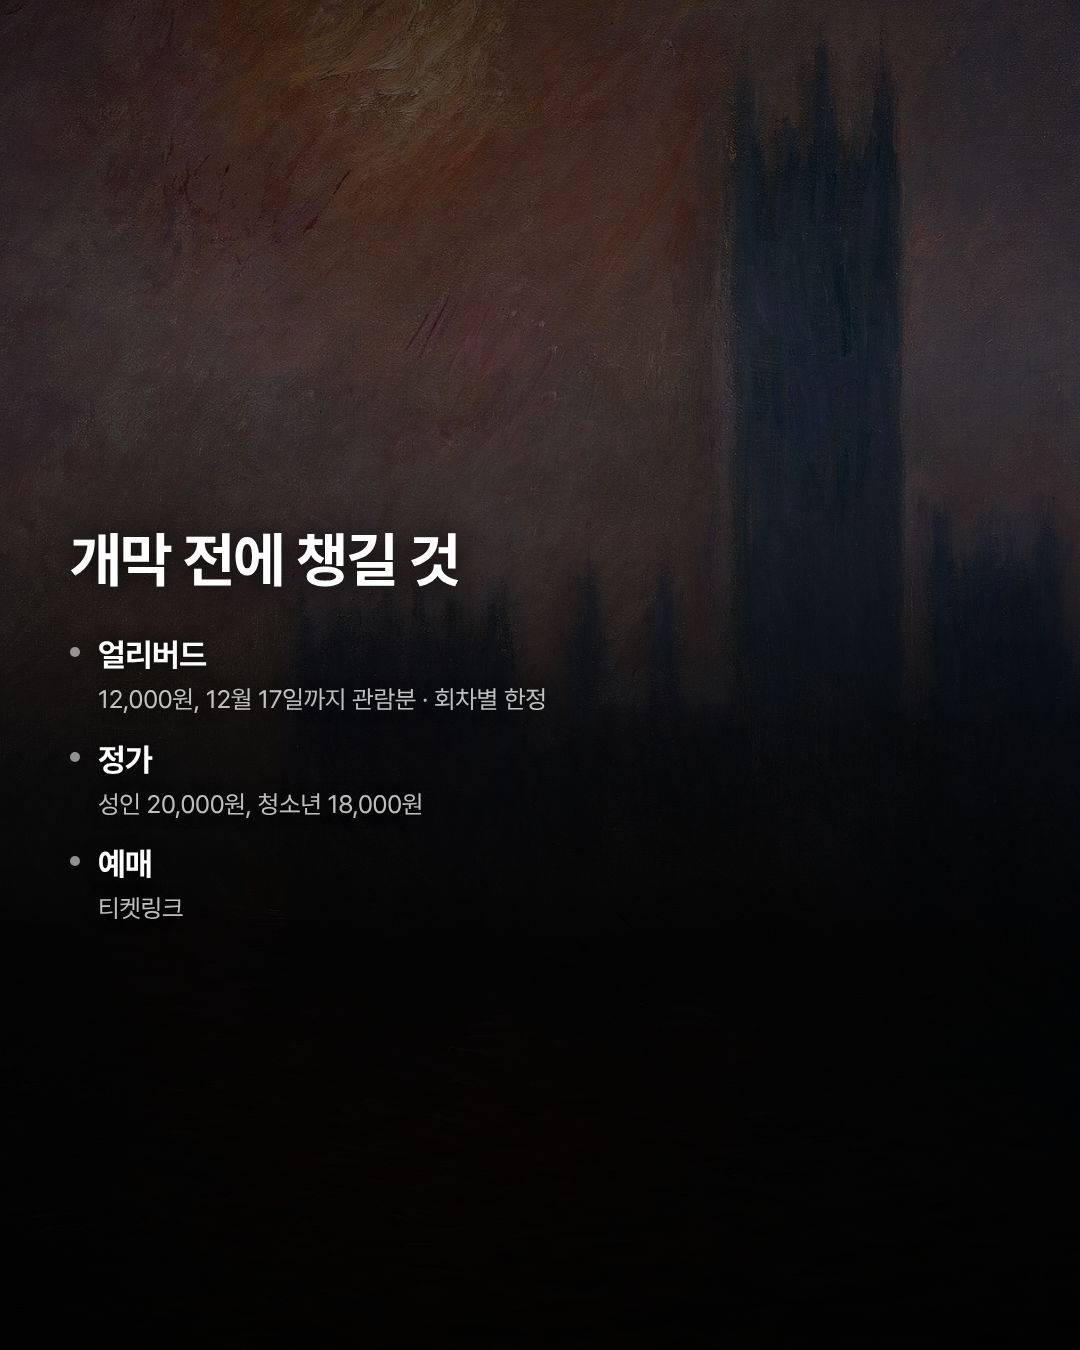 개막 전에 챙길 것
• 얼리버드
12,000원, 12월 17일까지 관람분 · 회차별 한정
• 정가
성인 20,000원, 청소년 18,000원
• 예매
티켓링크